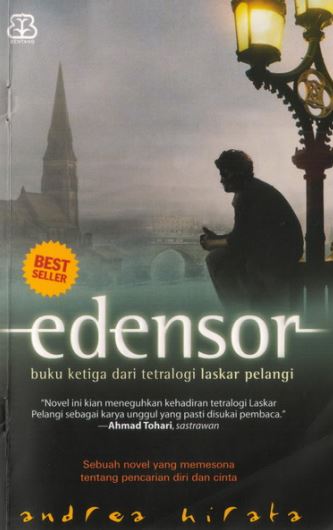 BENTANG
BEST
SELLER
edensor
buku ketiga dari tetralogi laskar pelangi
"Novel ini kian meneguhkan kehadiran tetralogi Laskar
Pelangi sebagai karya unggul yang pasti disukai pembaca."
—Ahmad Tohari, sastrawan
Sebuah novel yang memesona
tentang pencarian diri dan cinta
andrea hirata